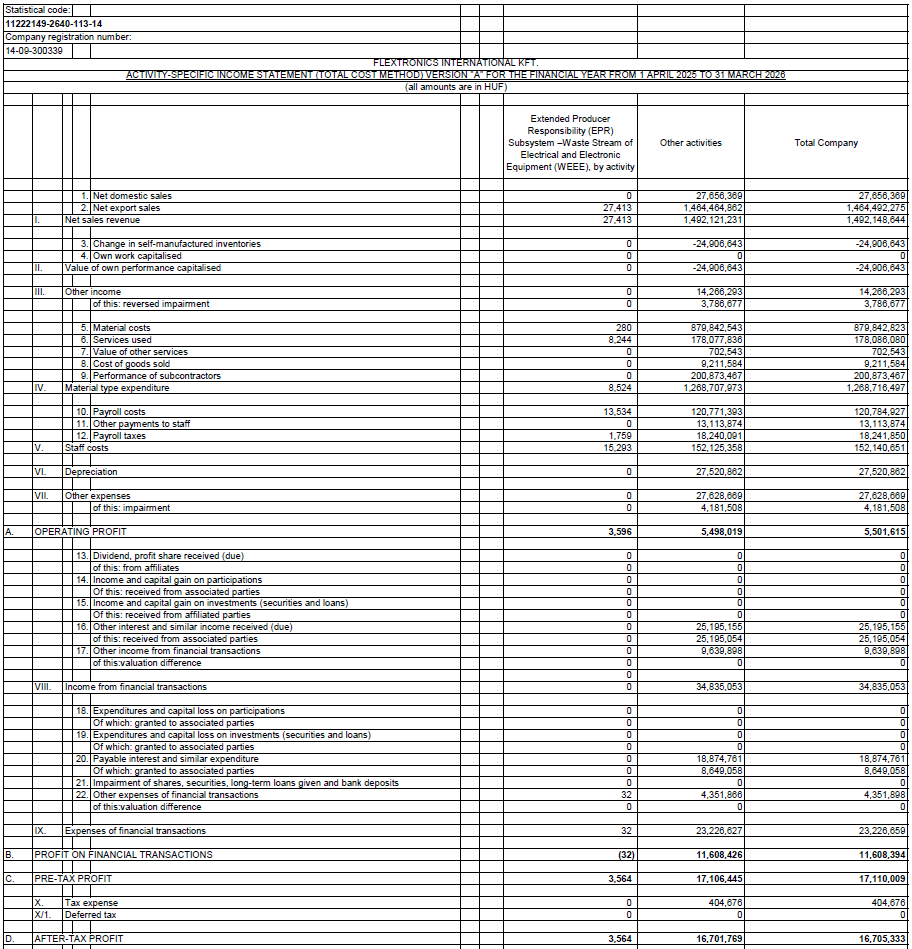 Statistical code:
11222149-2640-113-14
Company registration number:
14-09-300339
FLEXTRONICS INTERNATIONAL KFT.
ACTIVITY-SPECIFIC INCOME STATEMENT (TOTAL COST METHOD) VERSION "A" FOR THE FINANCIAL YEAR FROM 1 APRIL 2025 TO 31 MARCH 2026
(all amounts are in HUF)
Extended Producer
Responsibility (EPR)
Subsystem –Waste Stream of
Electrical and Electronic
Equipment (WEEE), by activity
Other activities
Total Company
1. Net domestic sales 0 27,656,369 27,656,369
2. Net export sales 27,413 1,464,464,862 1,464,492,275
I. Net sales revenue 27,413 1,492,121,231 1,492,148,644
3. Change in self-manufactured inventories 0 -24,906,643 -24,906,643
4. Own work capitalised 0 0 0
II. Value of own performance capitalised 0 -24,906,643 -24,906,643
III. Other income 0 14,266,293 14,266,293
of this: reversed impairment 0 3,786,677 3,786,677
5. Material costs 280 879,842,543 879,842,823
6. Services used 8,244 178,077,836 178,086,080
7. Value of other services 0 702,543 702,543
8. Cost of goods sold 0 9,211,584 9,211,584
9. Performance of subcontractors 0 200,873,467 200,873,467
IV. Material type expenditure 8,524 1,268,707,973 1,268,716,497
10. Payroll costs 13,534 120,771,393 120,784,927
11. Other payments to staff 0 13,113,874 13,113,874
12. Payroll taxes 1,759 18,240,091 18,241,850
V. Staff costs 15,293 152,125,358 152,140,651
VI. Depreciation 0 27,520,862 27,520,862
VII. Other expenses 0 27,628,669 27,628,669
of this: impairment 0 4,181,508 4,181,508
A. OPERATING PROFIT 3,596 5,498,019 5,501,615
13. Dividend, profit share received (due) 0 0 0
of this: from affiliates 0 0 0
14. Income and capital gain on participations 0 0 0
Of this: received from associated parties 0 0 0
15. Income and capital gain on investments (securities and loans) 0 0 0
Of this: received from affiliated parties 0 0 0
16. Other interest and similar income received (due) 0 25,195,155 25,195,155
of this: received from associated parties 0 25,195,054 25,195,054
17. Other income from financial transactions 0 9,639,898 9,639,898
of this:valuation difference 0 0 0
0
VIII. Income from financial transactions 0 34,835,053 34,835,053
18. Expenditures and capital loss on participations 0 0 0
Of which: granted to associated parties 0 0 0
19. Expenditures and capital loss on investments (securities and loans) 0 0 0
Of which: granted to associated parties 0 0 0
20. Payable interest and similar expenditure 0 18,874,761 18,874,761
Of which: granted to associated parties 0 8,649,058 8,649,058
21. Impairment of shares, securities, long-term loans given and bank deposits 0 0 0
22. Other expenses of financial transactions 32 4,351,866 4,351,898
of this:valuation difference 0 0 0
IX. Expenses of financial transactions 32 23,226,627 23,226,659
B. PROFIT ON FINANCIAL TRANSACTIONS (32) 11,608,426 11,608,394
C. PRE-TAX PROFIT 3,564 17,106,445 17,110,009
X. Tax expense 0 404,676 404,676
X/1. Deferred tax 0 0 0
D. AFTER-TAX PROFIT 3,564 16,701,769 16,705,333